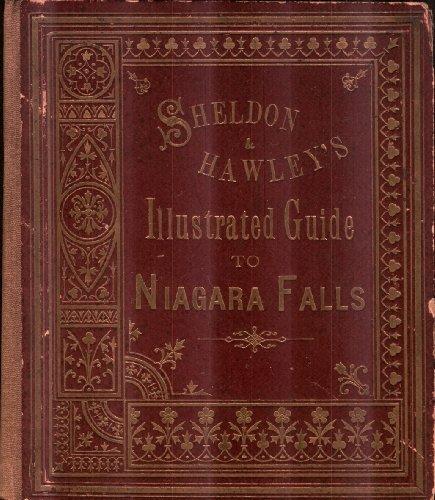 SHELDON
&
HAWLEY'S
Illustrated Guide
TO
NIAGARA FALLS